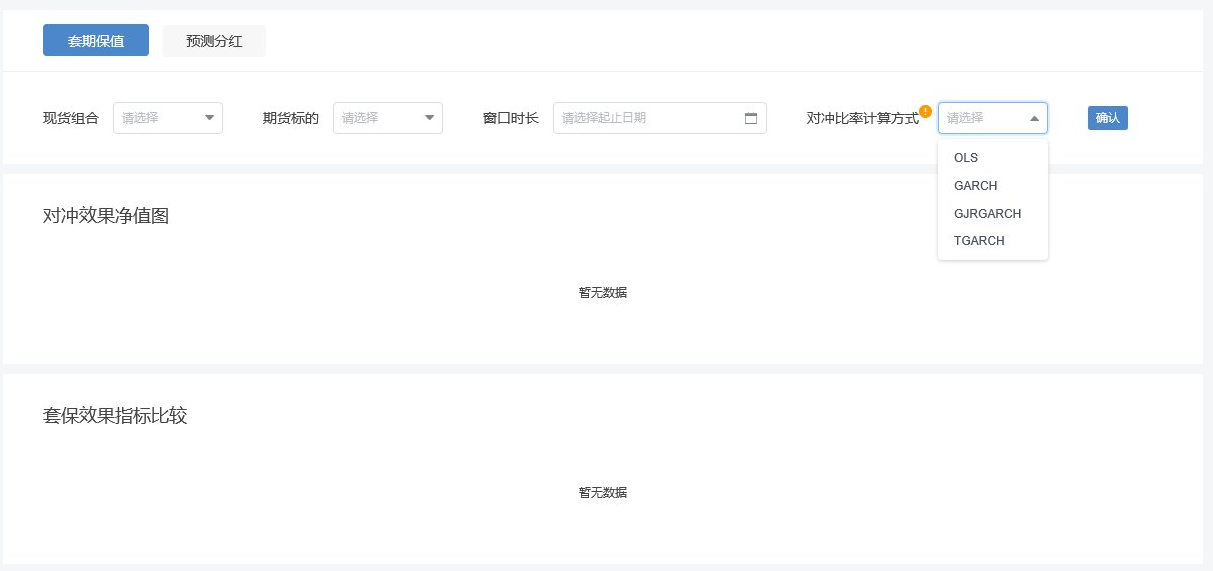 套期保值 预测分红
现货组合 请选择 期货标的 请选择 窗口时长 请选择起止日期 对冲比率计算方式 ! 请选择 确认
OLS
GARCH
GJRGARCH
TGARCH
对冲效果净值图
暂无数据
套保效果指标比较
暂无数据